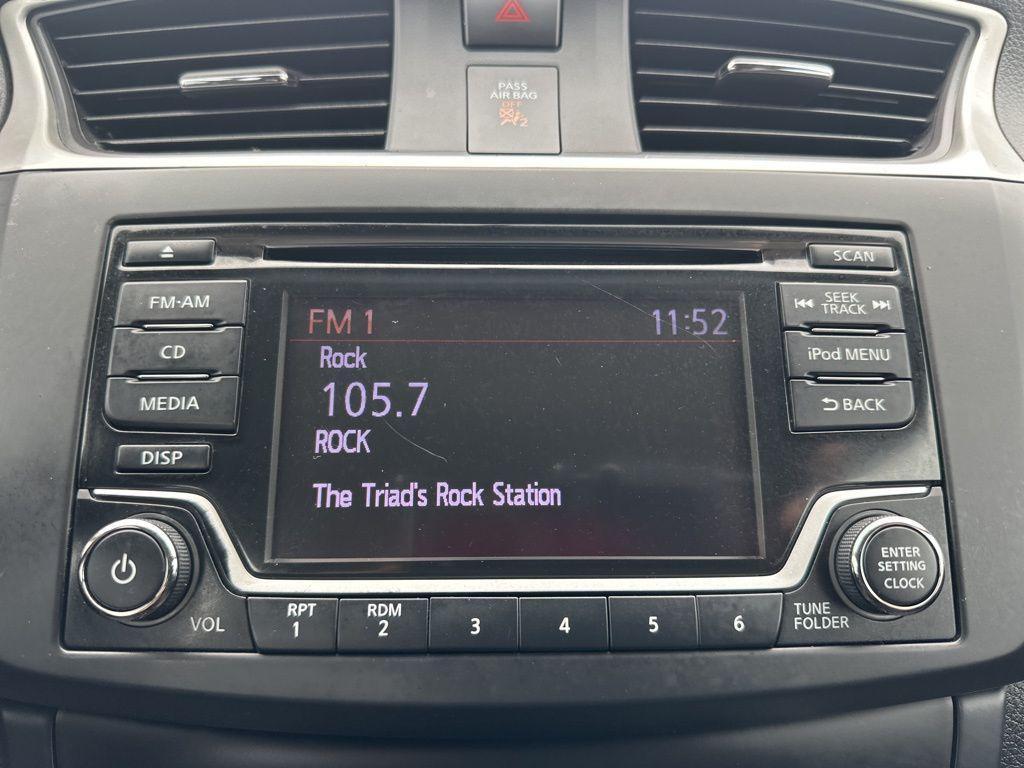 PASS
AIR BAG
OFF
2
SCAN
FM·AM
SEEK
TRACK
CD
iPod MENU
MEDIA
BACK
DISP
FM 1 11:52
Rock
105.7
ROCK
The Triad's Rock Station
VOL
RPT
1
RDM
2
3
4
5
6
TUNE
FOLDER
ENTER
SETTING
CLOCK